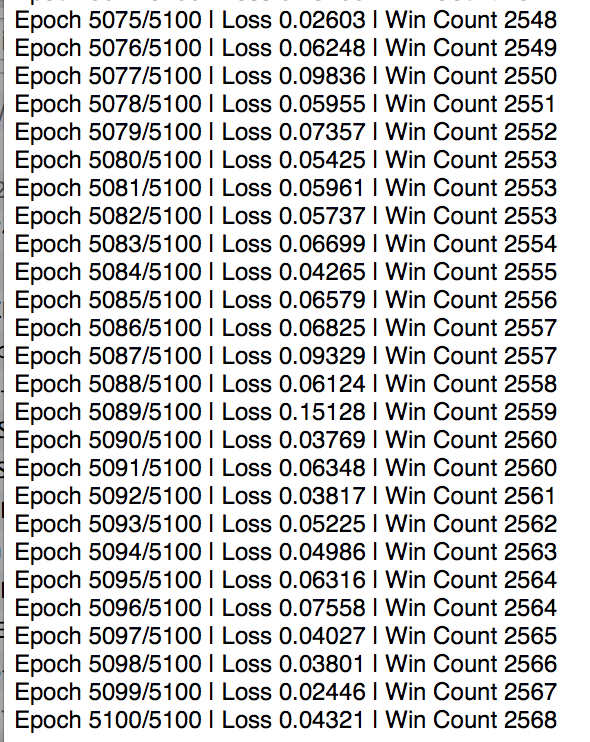 Epoch 5075/5100 | Loss 0.02603 | Win Count 2548
Epoch 5076/5100 | Loss 0.06248 | Win Count 2549
Epoch 5077/5100 | Loss 0.09836 | Win Count 2550
Epoch 5078/5100 | Loss 0.05955 | Win Count 2551
Epoch 5079/5100 | Loss 0.07357 | Win Count 2552
Epoch 5080/5100 | Loss 0.05425 | Win Count 2553
Epoch 5081/5100 | Loss 0.05961 | Win Count 2553
Epoch 5082/5100 | Loss 0.05737 | Win Count 2553
Epoch 5083/5100 | Loss 0.06699 | Win Count 2554
Epoch 5084/5100 | Loss 0.04265 | Win Count 2555
Epoch 5085/5100 | Loss 0.06579 | Win Count 2556
Epoch 5086/5100 | Loss 0.06825 | Win Count 2557
Epoch 5087/5100 | Loss 0.09329 | Win Count 2557
Epoch 5088/5100 | Loss 0.06124 | Win Count 2558
Epoch 5089/5100 | Loss 0.15128 | Win Count 2559
Epoch 5090/5100 | Loss 0.03769 | Win Count 2560
Epoch 5091/5100 | Loss 0.06348 | Win Count 2560
Epoch 5092/5100 | Loss 0.03817 | Win Count 2561
Epoch 5093/5100 | Loss 0.05225 | Win Count 2562
Epoch 5094/5100 | Loss 0.04986 | Win Count 2563
Epoch 5095/5100 | Loss 0.06316 | Win Count 2564
Epoch 5096/5100 | Loss 0.07558 | Win Count 2564
Epoch 5097/5100 | Loss 0.04027 | Win Count 2565
Epoch 5098/5100 | Loss 0.03801 | Win Count 2566
Epoch 5099/5100 | Loss 0.02446 | Win Count 2567
Epoch 5100/5100 | Loss 0.04321 | Win Count 2568